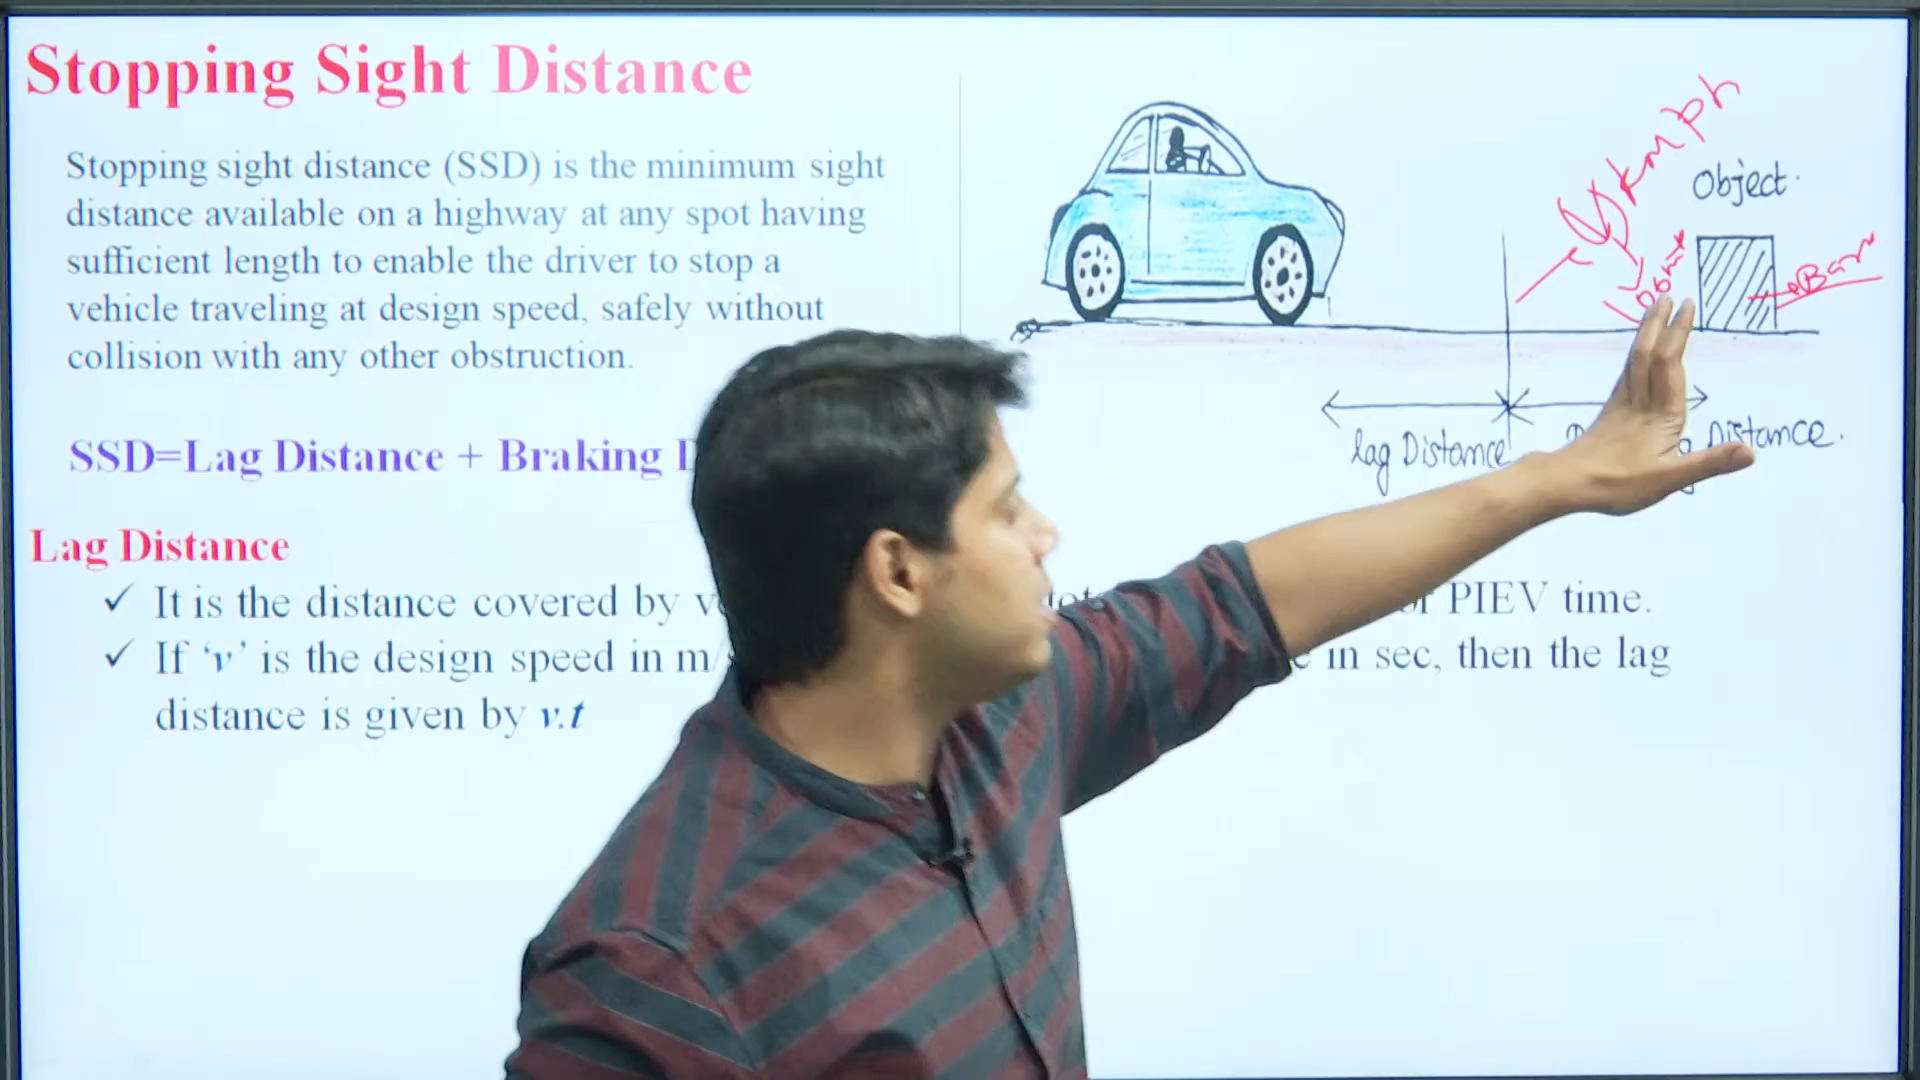 Stopping Sight Distance
Stopping sight distance (SSD) is the minimum sight
distance available on a highway at any spot having
sufficient length to enable the driver to stop a
vehicle traveling at design speed, safely without
collision with any other obstruction.
SSD=Lag Distance + Braking
Lag Distance
✓ It is the distance covered by
PIEV time.
✓ If ‘v’ is the design speed in m/
in sec, then the lag
distance is given by v.t
kmph
Object.
Bar
lag Distance
Distance.